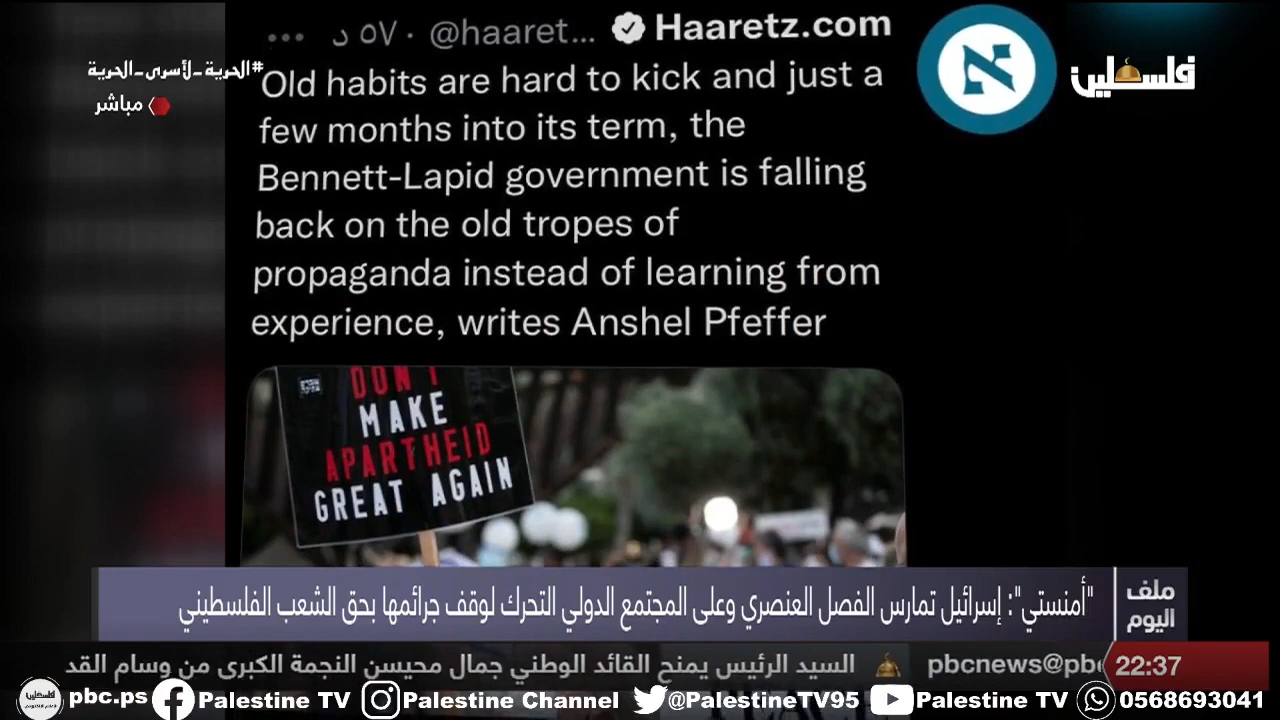 ... د ٥٧ · @haaret... Haaretz.com
Old habits are hard to kick and just a
few months into its term, the
Bennett-Lapid government is falling
back on the old tropes of
propaganda instead of learning from
experience, writes Anshel Pfeffer
#الحرية_لأسرى_الحرية
مباشر
فلسطين
DON'T
MAKE
APARTHEID
GREAT AGAIN
ملف
اليوم
"أمنستي": إسرائيل تمارس الفصل العنصري وعلى المجتمع الدولي التحرك لوقف جرائمها بحق الشعب الفلسطيني
22:37
pbcnews@pbc
السيد الرئيس يمنح القائد الوطني جمال محيسن النجمة الكبرى من وسام القد
pbc.ps Palestine TV Palestine Channel @PalestineTV95 Palestine TV 0568693041